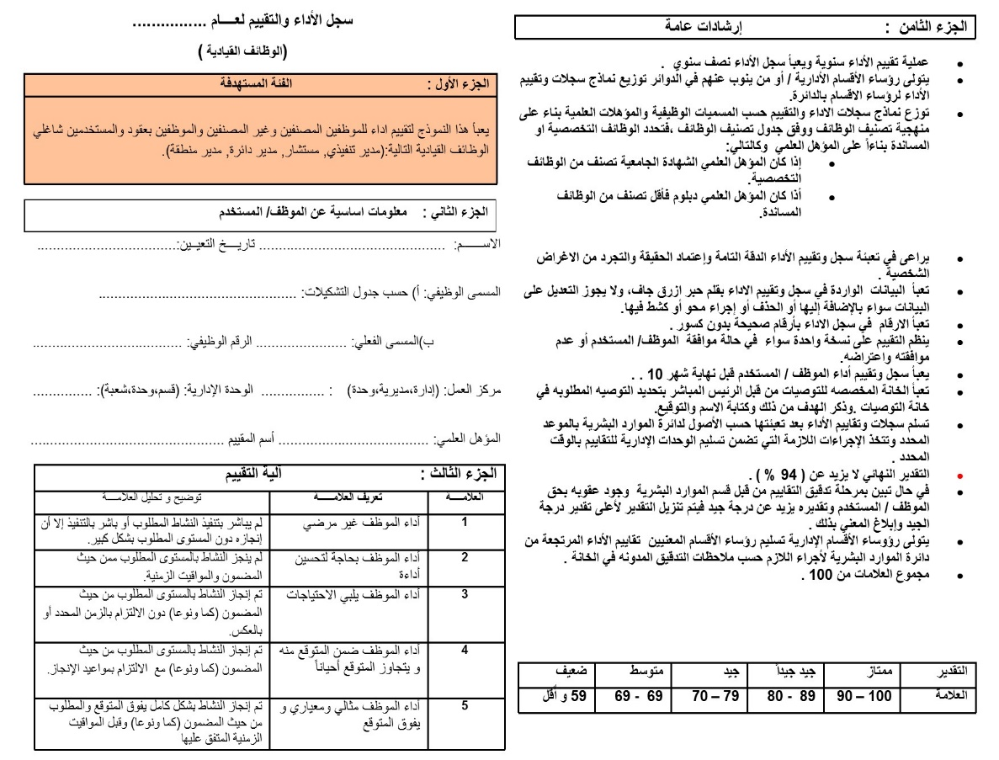 الجزء الثامن : إرشادات عامة
• عملية تقييم الأداء سنوية ويعبأ سجل الأداء نصف سنوي .
• يتولى رؤساء الأقسام الأدارية / أو من ينوب عنهم في الدوائر توزيع نماذج سجلات وتقييم
الأداء لرؤساء الاقسام بالدائرة.
• توزع نماذج سجلات الاداء والتقييم حسب المسميات الوظيفية والمؤهلات العلمية بناء على
منهجية تصنيف الوظائف ووفق جدول تصنيف الوظائف ،فتحدد الوظائف التخصصية او
المساندة بناءاً على المؤهل العلمي وكالتالي:
• إذا كان المؤهل العلمي الشهادة الجامعية تصنف من الوظائف
التخصصية.
• أذا كان المؤهل العلمي دبلوم فأقل تصنف من الوظائف
المساندة.
• يراعى في تعبئة سجل وتقييم الأداء الدقة التامة وإعتماد الحقيقة والتجرد من الاغراض
الشخصية .
• تعبأ البيانات الواردة في سجل وتقييم الاداء بقلم حبر ازرق جاف، ولا يجوز التعديل على
البيانات سواء بالإضافة إليها أو الحذف أو إجراء محو أو كشط فيها.
• تعبأ الارقام في سجل الاداء بأرقام صحيحة بدون كسور .
• ينظم التقييم على نسخة واحدة سواء في حالة موافقة الموظف/ المستخدم أو عدم
موافقته واعتراضه.
• يعبأ سجل وتقييم أداء الموظف / المستخدم قبل نهاية شهر 10 . .
• تعبأ الخانة المخصصه للتوصيات من قبل الرئيس المباشر بتحديد التوصيه المطلوبه في
خانة التوصيات .وذكر الهدف من ذلك وكتابة الاسم والتوقيع.
• تسلم سجلات وتقاييم الأداء بعد تعبئتها حسب الأصول لدائرة الموارد البشرية بالموعد
المحدد وتتخذ الإجراءات اللازمة التي تضمن تسليم الوحدات الإدارية للتقاييم بالوقت
المحدد .
• التقدير النهائي لا يزيد عن ( 94 % ) .
• في حال تبين بمرحلة تدقيق التقاييم من قبل قسم الموارد البشرية وجود عقوبه بحق
الموظف / المستخدم وتقديره يزيد عن درجة جيد فيتم تنزيل التقدير لأعلى تقدير درجة
الجيد وإبلاغ المعني بذلك .
• يتولى رؤوساء الأقسام الإدارية تسليم رؤساء الأقسام المعنيين تقاييم الأداء المرتجعة من
دائرة الموارد البشرية لأجراء اللازم حسب ملاحظات التدقيق المدونه في الخانة .
• مجموع العلامات من 100 .
التقدير ممتاز جيد جيداً جيد متوسط ضعيف
العلامة 100 – 90 89 - 80 79 – 70 69 - 69 59 و أقل
سجل الأداء والتقييم لعـــام ................
(الوظائف القيادية )
الجزء الأول : الفئة المستهدفة
يعبأ هذا النموذج لتقييم اداء للموظفين المصنفين وغير المصنفين والموظفين بعقود والمستخدمين شاغلي
الوظائف القيادية التالية:(مدير تنفيذي, مستشار, مدير دائرة, مدير منطقة).
الجزء الثاني : معلومات اساسية عن الموظف/ المستخدم
الاســـم: ............................................... تاريـــخ التعييـن:...................................
المسمى الوظيفي: أ) حسب جدول التشكيلات: ..................................................
ب)المسمى الفعلي: ....................... الرقم الوظيفي: ......................................
مركز العمل: (إدارة،مديرية،وحدة) : ................ الوحدة الإدارية: (قسم،وحدة،شعبة): ...............
المؤهل العلمي: ...................................... أسم المقييم .................................................
الجزء الثالث : آلية التقييم
العلامـــة تعريف العلامـــة توضيح و تحليل العلامـــة
1 أداء الموظف غير مرضي لم يباشر بتنفيذ النشاط المطلوب أو باشر بالتنفيذ إلا أن
إنجازه دون المستوى المطلوب بشكل كبير.
2 أداء الموظف بحاجة لتحسين لم ينجز النشاط بالمستوى المطلوب ممن حيث
أداءة المضمون والمواقيت الزمنية.
3 أداء الموظف يلبي الاحتياجات تم إنجاز النشاط بالمستوى المطلوب من حيث
المضمون (كما ونوعا) دون الالتزام بالزمن المحدد أو
بالعكس.
4 أداء الموظف ضمن المتوقع منه تم إنجاز النشاط بالمستوى المطلوب من حيث
و يتجاوز المتوقع أحياناً المضمون (كما ونوعا) مع الالتزام بمواعيد الإنجاز.
5 أداء الموظف مثالي ومعياري و تم إنجاز النشاط بشكل كامل يفوق المتوقع والمطلوب
يفوق المتوقع من حيث المضمون (كما ونوعا) وقبل المواقيت
الزمنية المتفق عليها